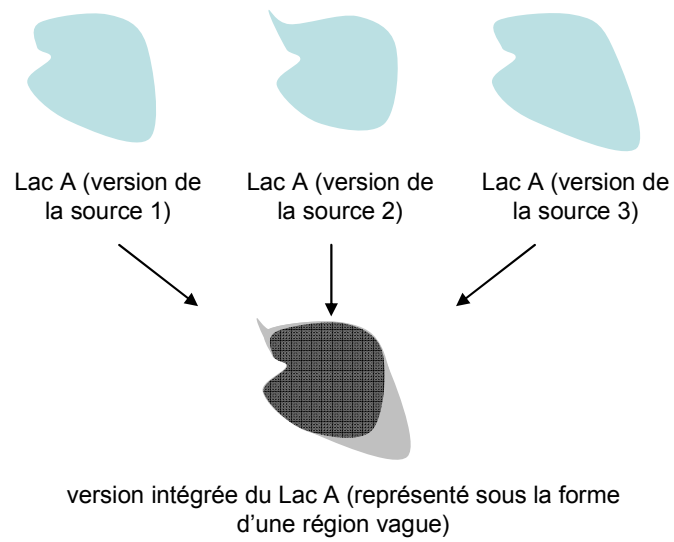 Lac A (version de
la source 1)
Lac A (version de
la source 2)
Lac A (version de
la source 3)
version intégrée du Lac A (représenté sous la forme
d'une région vague)